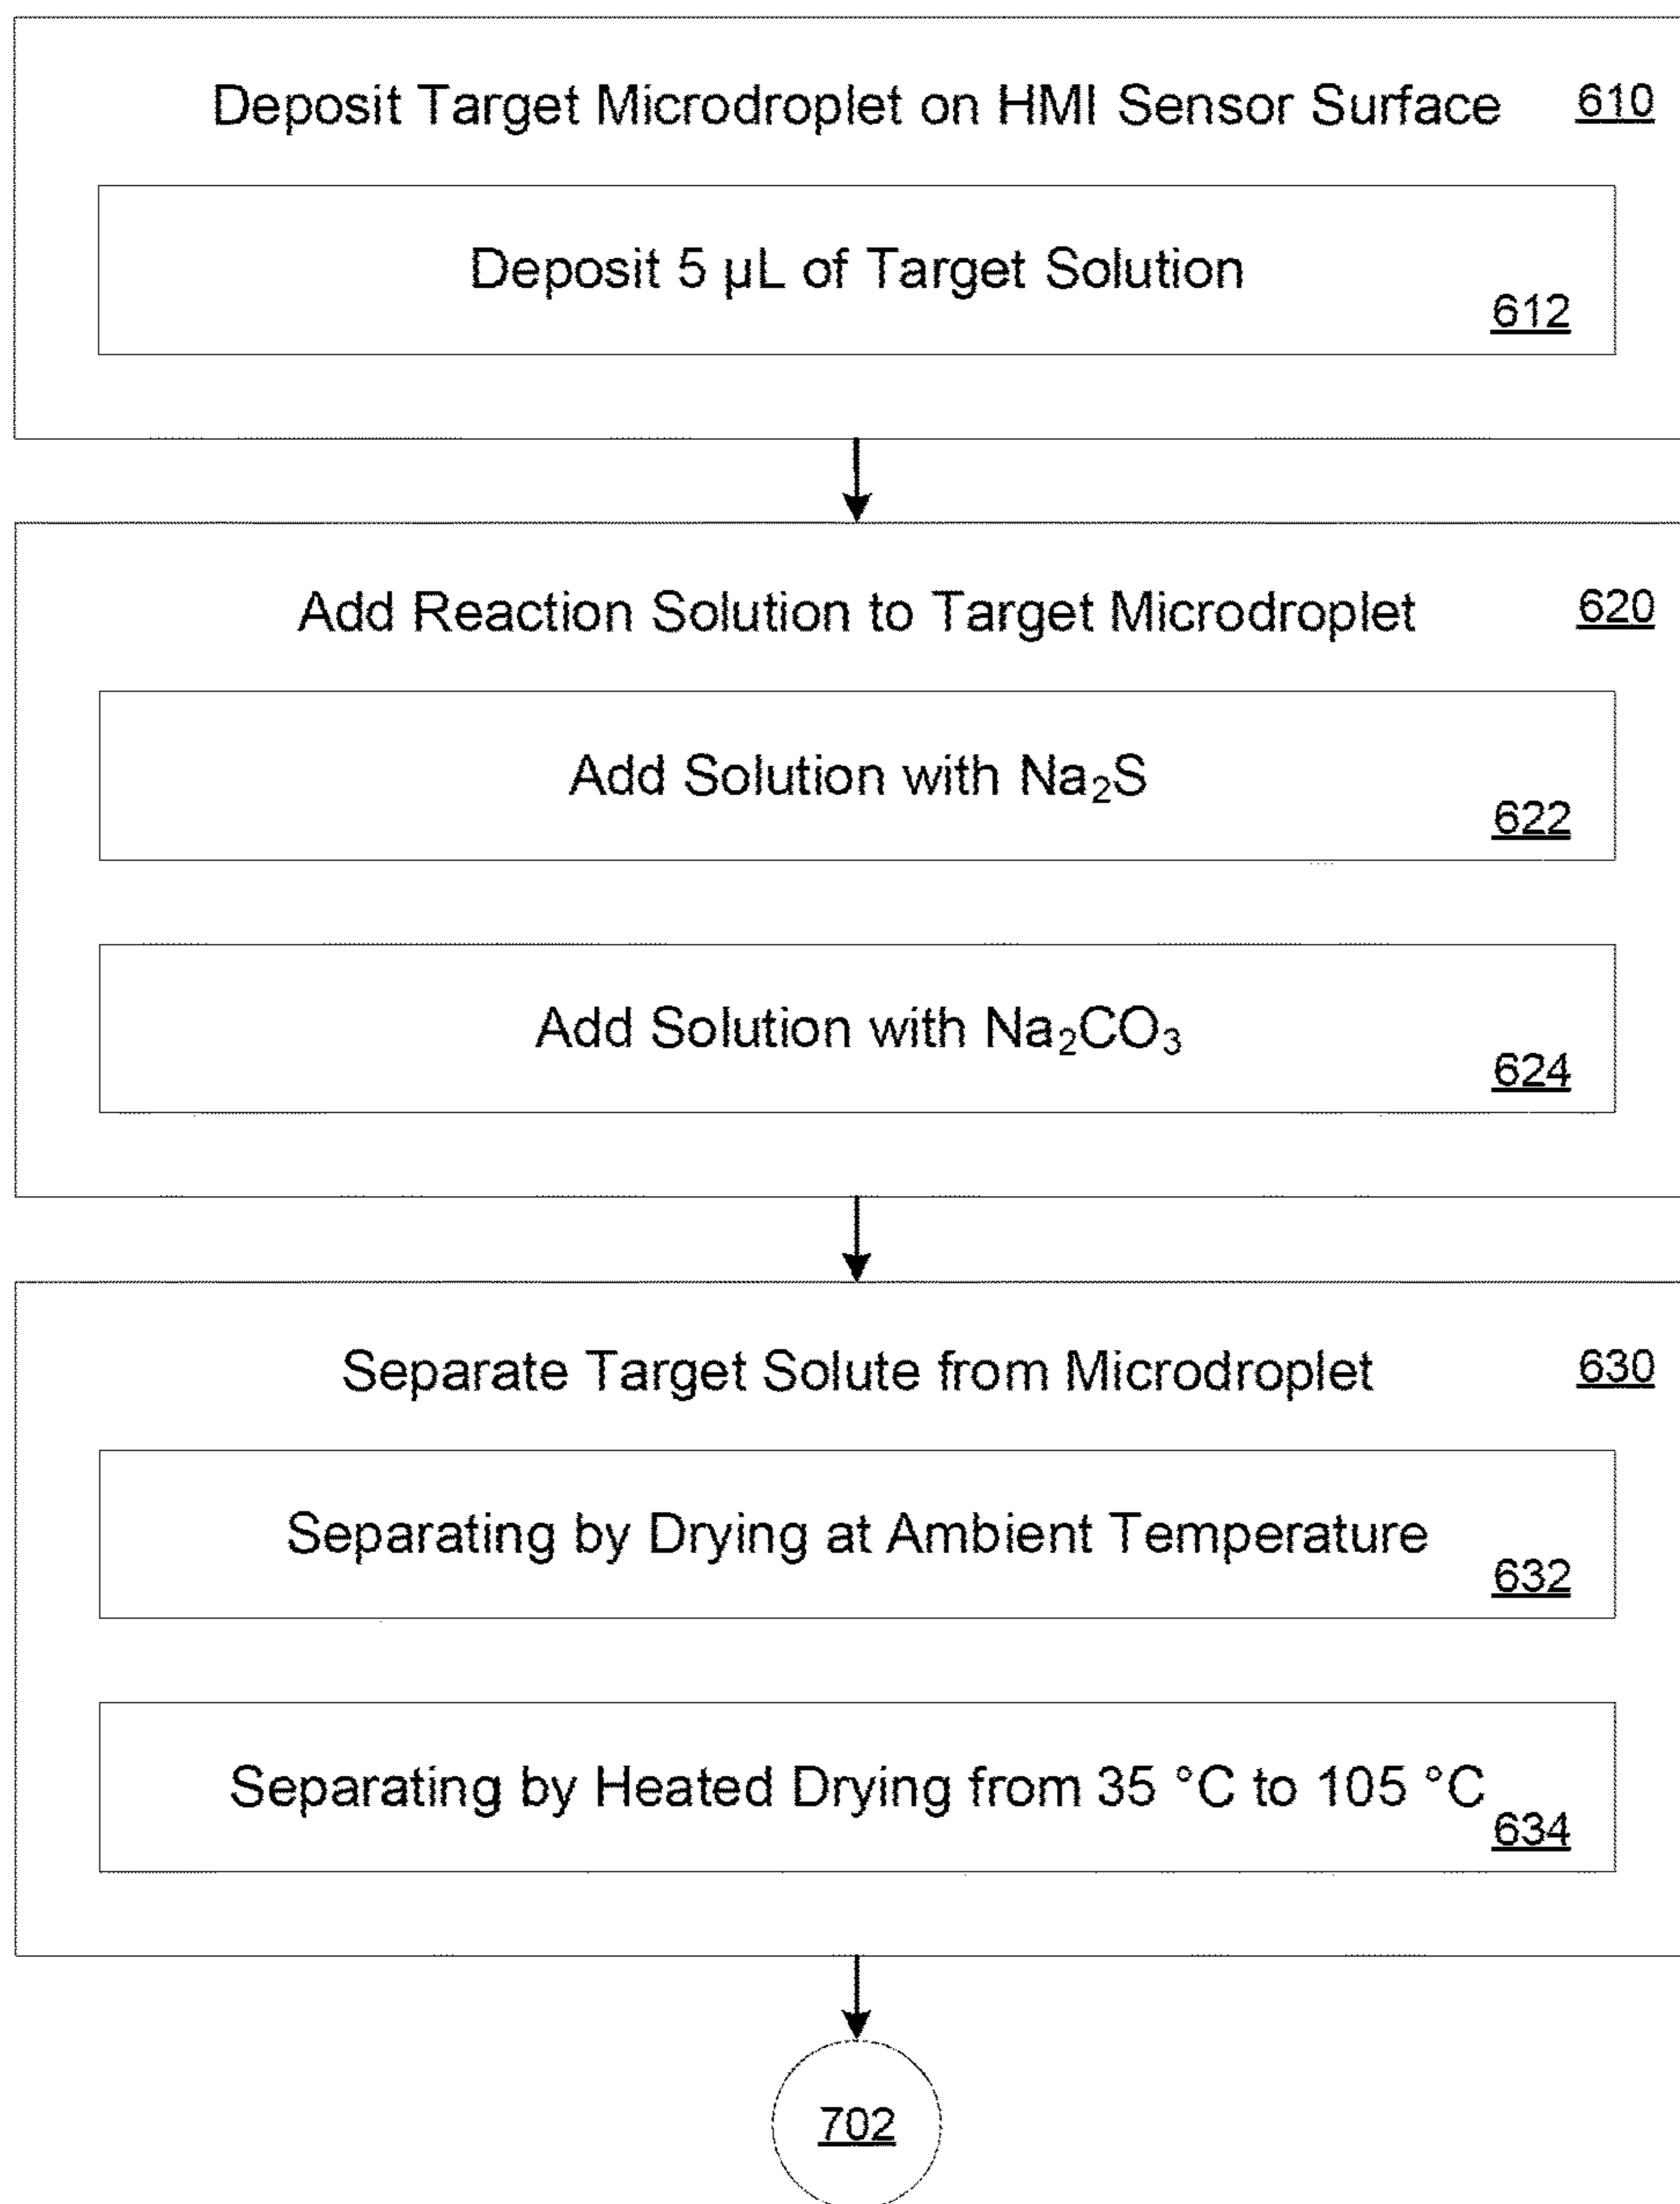 Deposit Target Microdroplet on HMI Sensor Surface 610
Deposit 5 µL of Target Solution
612
Add Reaction Solution to Target Microdroplet 620
Add Solution with Na₂S
622
Add Solution with Na₂CO₃
624
Separate Target Solute from Microdroplet 630
Separating by Drying at Ambient Temperature
632
Separating by Heated Drying from 35 °C to 105 °C
634
702